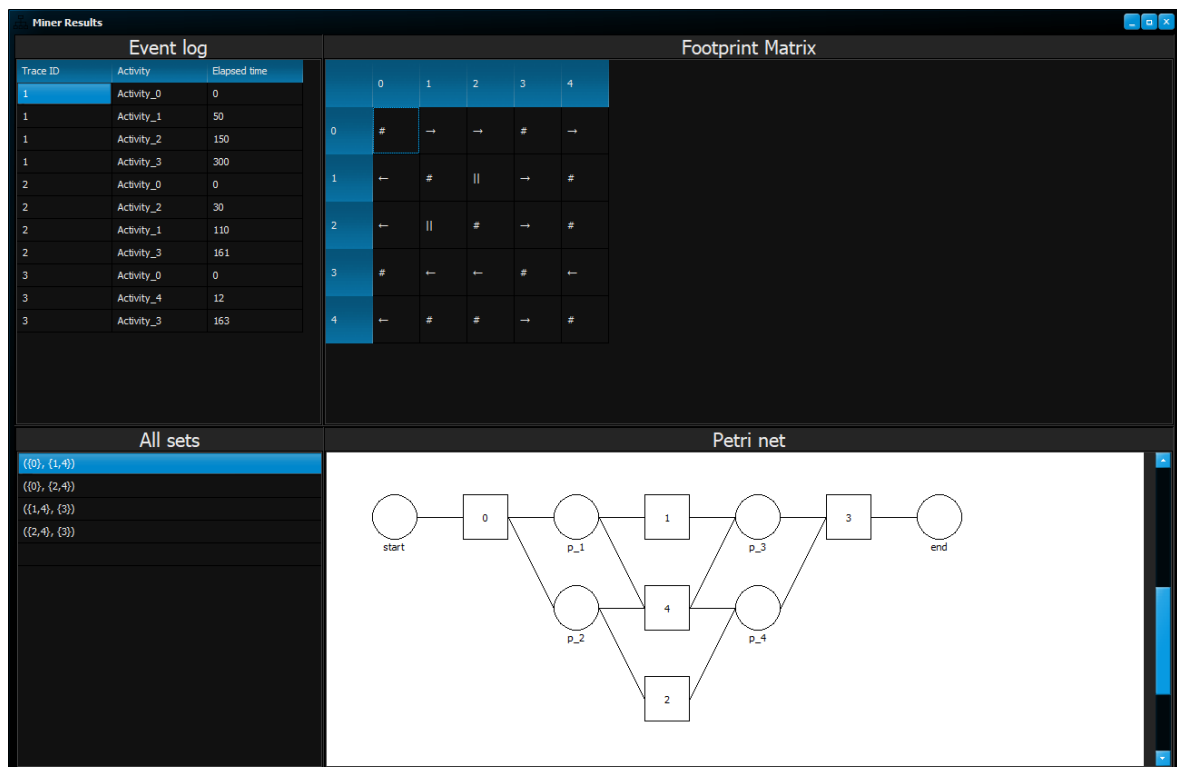 Miner Results
Event log
Trace ID Activity Elapsed time
1 Activity_0 0
1 Activity_1 50
1 Activity_2 150
1 Activity_3 300
2 Activity_0 0
2 Activity_2 30
2 Activity_1 110
2 Activity_3 161
3 Activity_0 0
3 Activity_4 12
3 Activity_3 163
Footprint Matrix
0 1 2 3 4
0 # → → # →
1 ← # || → #
2 ← || # → #
3 # ← ← # ←
4 ← # # → #
All sets
({0}, {1,4})
({0}, {2,4})
({1,4}, {3})
({2,4}, {3})
Petri net
0 1 3
start p_1 p_3 end
4
p_2 p_4
2